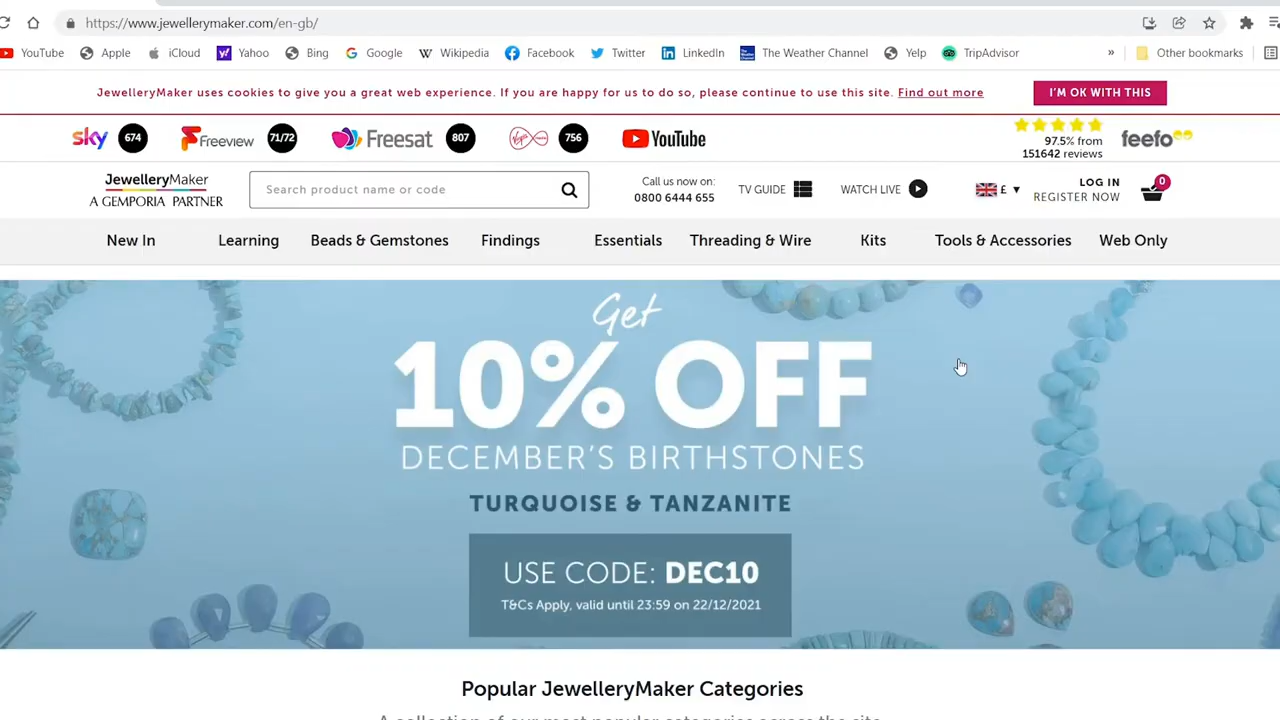 https://www.jewellerymaker.com/en-gb/
YouTube Apple iCloud Yahoo Bing Google Wikipedia Facebook Twitter LinkedIn The Weather Channel Yelp TripAdvisor » Other bookmarks
JewelleryMaker uses cookies to give you a great web experience. If you are happy for us to do so, please continue to use this site. Find out more
I'M OK WITH THIS
sky 674 Freeview 71/72 Freesat 807 756 YouTube
97.5% from
151642 reviews
feefo
JewelleryMaker
A GEMPORIA PARTNER
Search product name or code
Call us now on:
0800 6444 655
TV GUIDE
WATCH LIVE
£
LOG IN
REGISTER NOW
0
New In Learning Beads & Gemstones Findings Essentials Threading & Wire Kits Tools & Accessories Web Only
Get
10% OFF
DECEMBER'S BIRTHSTONES
TURQUOISE & TANZANITE
USE CODE: DEC10
T&Cs Apply, valid until 23:59 on 22/12/2021
Popular JewelleryMaker Categories
A collection of our most popular categories across the site